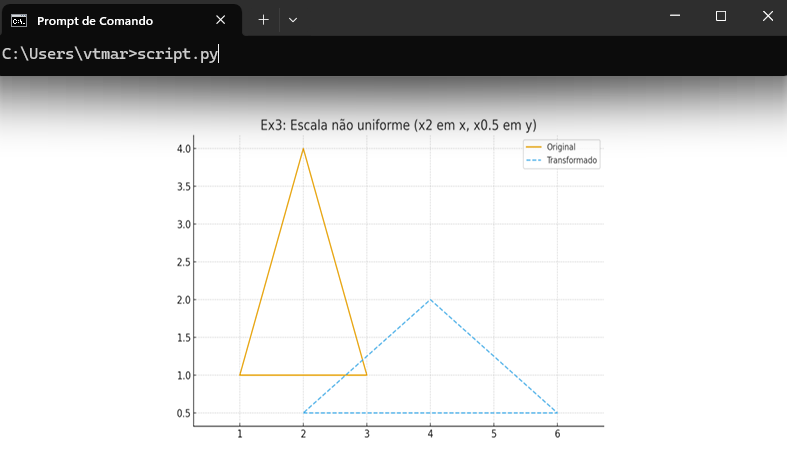 Prompt de Comando
C:\Users\vtmar>script.py
Ex3: Escala não uniforme (x2 em x, x0.5 em y)
Original
Transformado
4.0
3.5
3.0
2.5
2.0
1.5
1.0
0.5
1 2 3 4 5 6